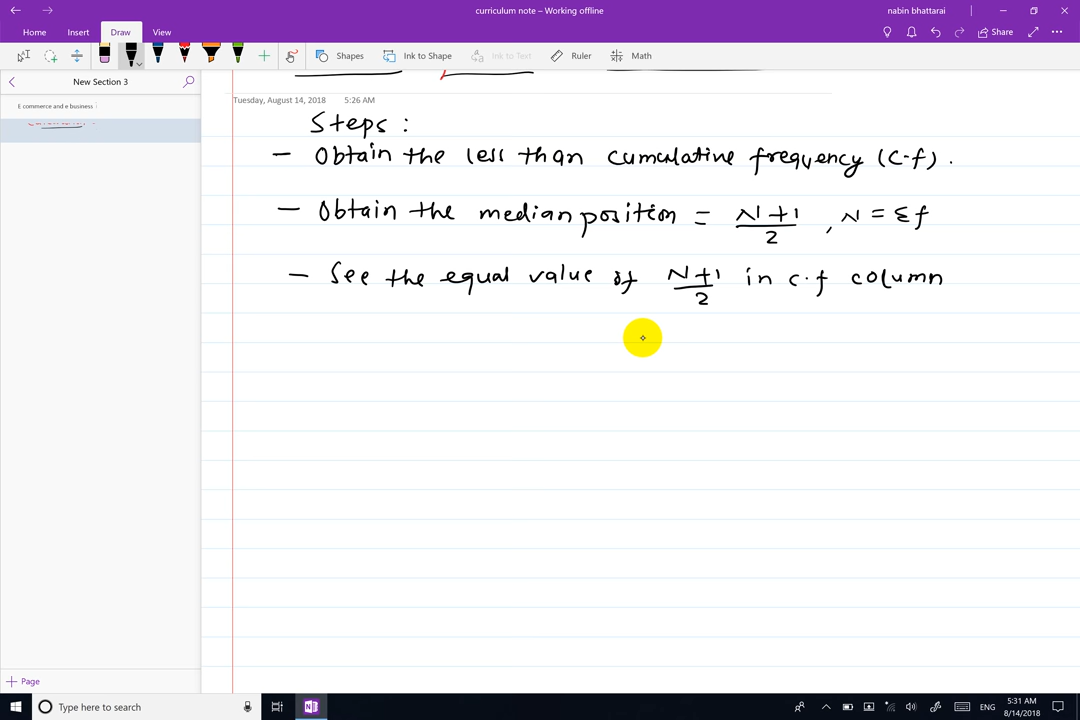 curriculum note – Working offline
nabin bhattarai
Home Insert Draw View
Share
Shapes Ink to Shape Ink to Text Ruler Math
New Section 3
E commerce and e business
Tuesday, August 14, 2018 5:26 AM
Steps :
– Obtain the less than cumulative frequency (c.f) .
– Obtain the median position = N+1/2 , N = Σf
– See the equal value of N+1/2 in c.f column
+ Page
Type here to search
ENG
5:31 AM
8/14/2018